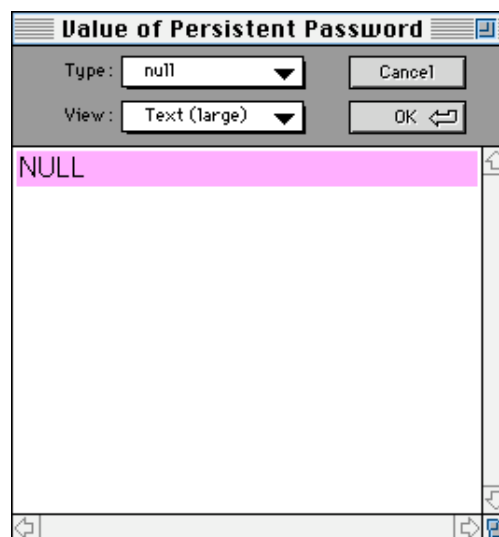 Value of Persistent Password
Type: null
Cancel
View: Text (large)
OK
NULL